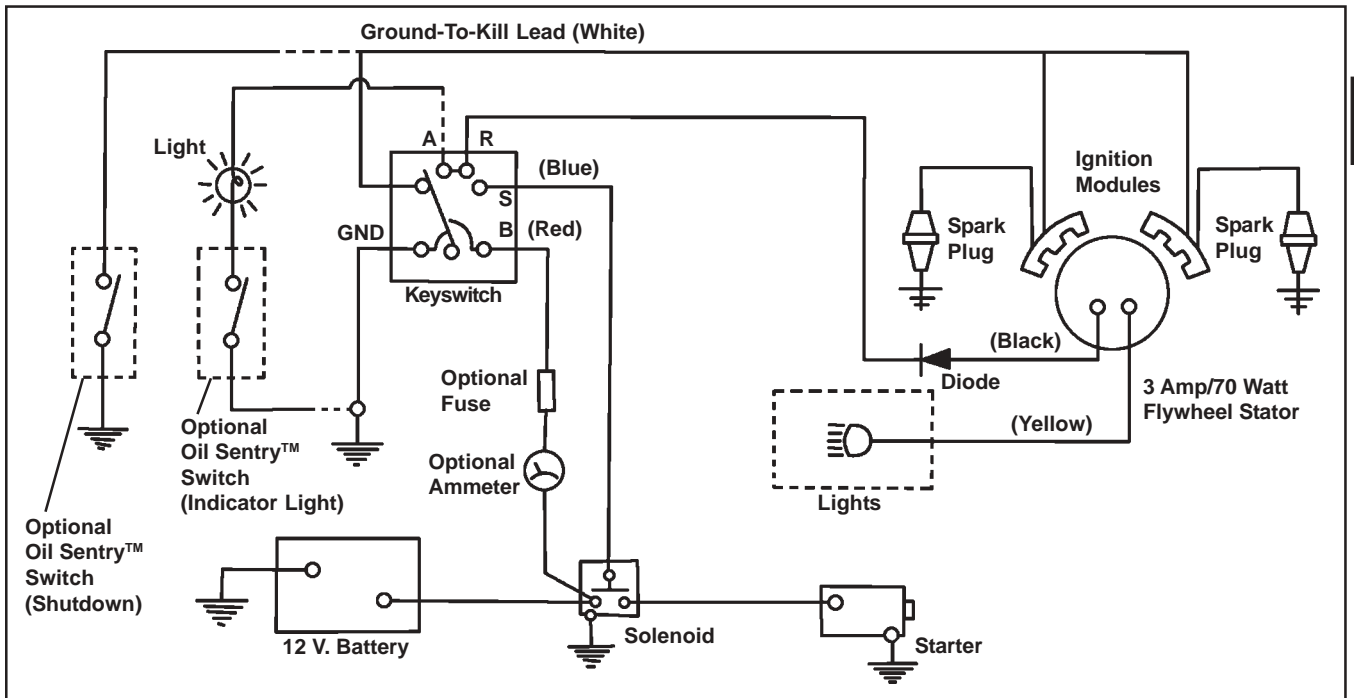 Ground-To-Kill Lead (White)
A
R
Light
(Blue)
S
GND
B
(Red)
Keyswitch
Ignition
Modules
Spark
Plug
Spark
Plug
(Black)
Diode
3 Amp/70 Watt
Flywheel Stator
(Yellow)
Lights
Optional
Fuse
Optional
Ammeter
Optional
Oil Sentry™
Switch
(Indicator Light)
Optional
Oil Sentry™
Switch
(Shutdown)
12 V. Battery
Solenoid
Starter